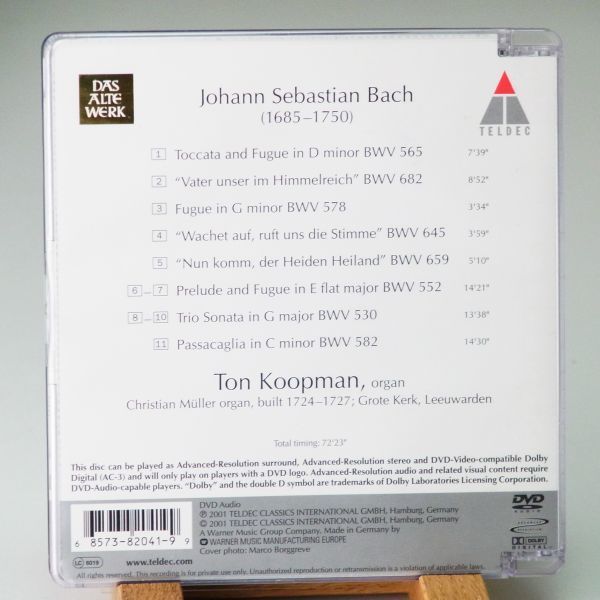 DAS
ALTE
WERK
TELDEC
Johann Sebastian Bach
(1685–1750)
1 Toccata and Fugue in D minor BWV 565 7'39"
2 "Vater unser im Himmelreich" BWV 682 8'52"
3 Fugue in G minor BWV 578 3'34"
4 "Wachet auf, ruft uns die Stimme" BWV 645 3'59"
5 "Nun komm, der Heiden Heiland" BWV 659 5'10"
6–7 Prelude and Fugue in E flat major BWV 552 14'21"
8–10 Trio Sonata in G major BWV 530 13'38"
11 Passacaglia in C minor BWV 582 14'30"
Ton Koopman, organ
Christian Müller organ, built 1724–1727; Grote Kerk, Leeuwarden
Total timing: 72'23"
This disc can be played as Advanced-Resolution surround, Advanced-Resolution stereo and DVD-Video-compatible Dolby
Digital (AC-3) and will only play on players with a DVD logo. Advanced-Resolution audio and related visual content require
DVD-Audio-capable players. "Dolby" and the double D symbol are trademarks of Dolby Laboratories Licensing Corporation.
DVD Audio
℗ 2001 TELDEC CLASSICS INTERNATIONAL GMBH, Hamburg, Germany
© 2001 TELDEC CLASSICS INTERNATIONAL GMBH, Hamburg, Germany
A Warner Music Group Company. Made in Germany by
WARNER MUSIC MANUFACTURING EUROPE
Cover photo: Marco Borggreve
6 85738-2041-9 9
DVD
AUDIO
ADVANCED
RESOLUTION
DOLBY
DIGITAL
LC 6019
www.teldec.com
All rights reserved. This recording is for private use only. Unauthorized reproduction or retransmission is a violation of applicable laws.